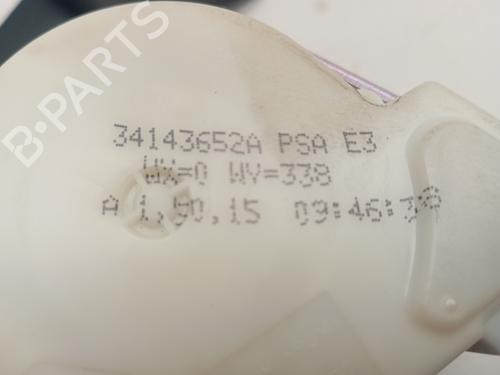 B-PARTS
34143652A PSA E3
WX=0 WV=338
A 1,90,15 09:46:38